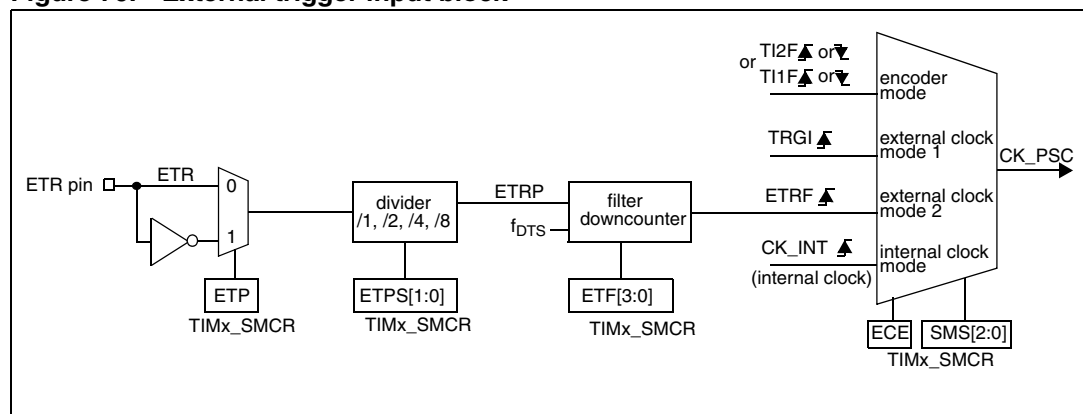 Figure 70. External trigger input block
or TI2F or
TI1F or
encoder mode
TRGI
external clock mode 1
CK_PSC
ETR pin
ETR
0
1
divider
/1, /2, /4, /8
ETRP
fDTS
filter
downcounter
ETRF
external clock mode 2
CK_INT
(internal clock)
internal clock mode
ETP
TIMx_SMCR
ETPS[1:0]
TIMx_SMCR
ETF[3:0]
TIMx_SMCR
ECE
SMS[2:0]
TIMx_SMCR